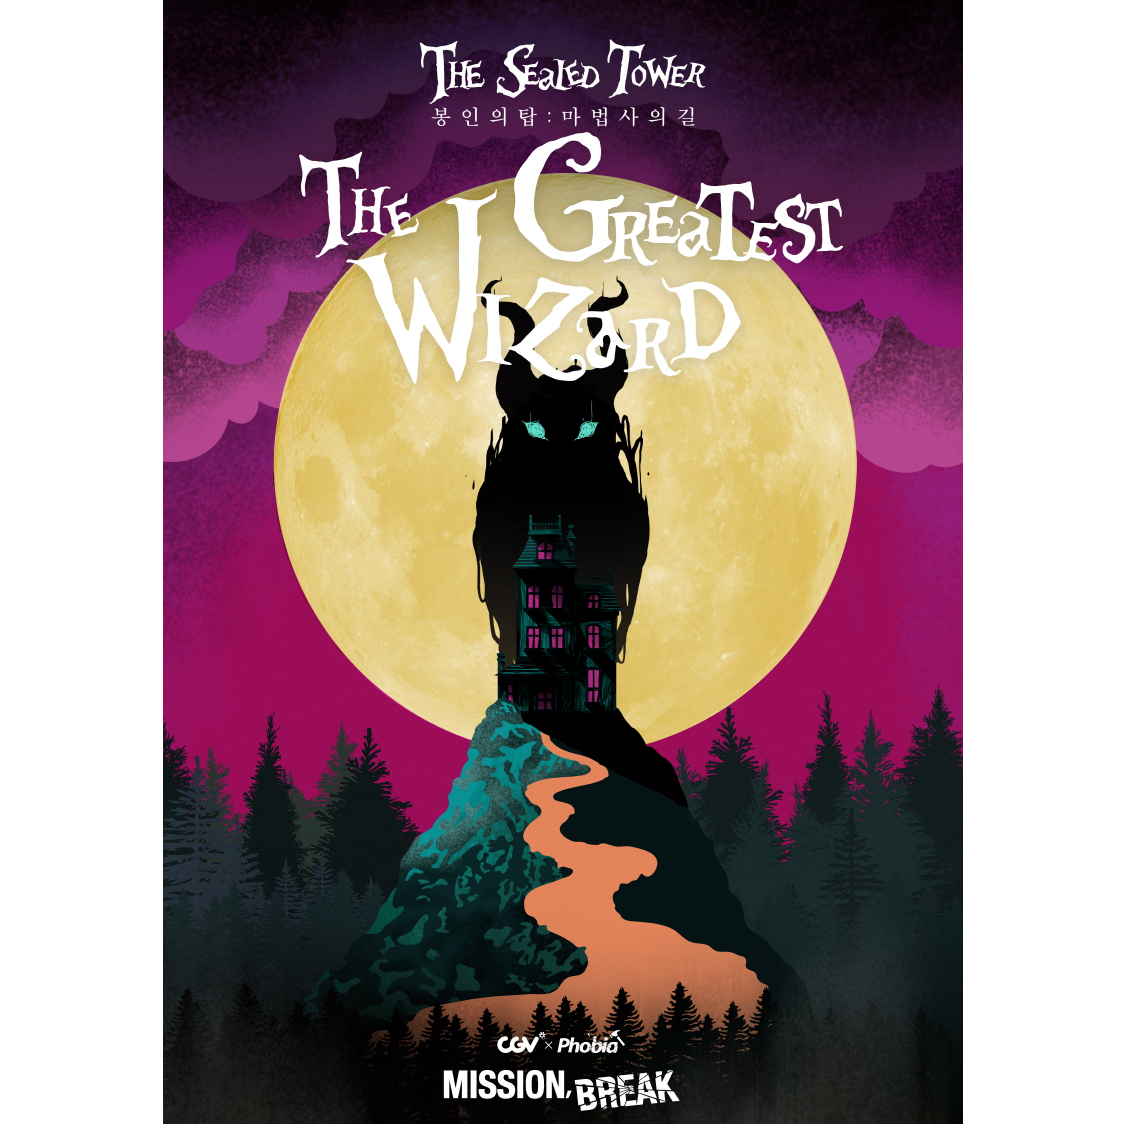 THE SEALED TOWER
봉인의탑:마법사의길
THE GREATEST
WIZARD
CGV × Phobia
MISSION, BREAK